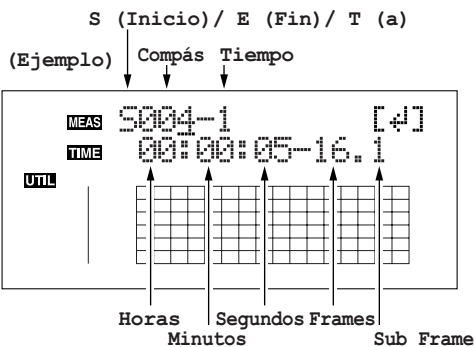 S (Inicio)/ E (Fin)/ T (a)
(Ejemplo) Compás Tiempo
MEAS S004-1 [↲]
TIME 00:00:05-16.1
UTIL
Horas Segundos Frames
Minutos Sub Frame